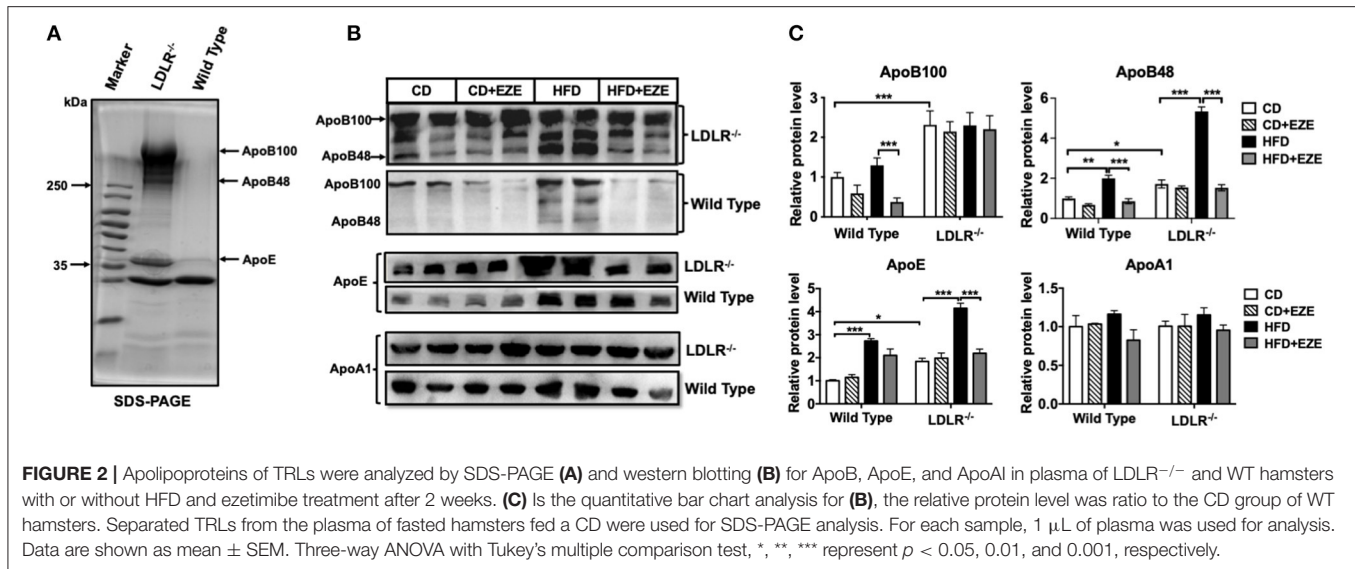 A
Marker
LDLR-/-
Wild Type
kDa
250
35
ApoB100
ApoB48
ApoE
SDS-PAGE
B
CD CD+EZE HFD HFD+EZE
ApoB100
ApoB48
LDLR-/-
ApoB100
ApoB48
Wild Type
ApoE
LDLR-/-
Wild Type
ApoA1
LDLR-/-
Wild Type
C
ApoB100
Relative protein level
4
3
2
1
0
***
***
Wild Type LDLR-/-
ApoB48
Relative protein level
6
4
2
0
*** ***
*
** ***
Wild Type LDLR-/-
CD
CD+EZE
HFD
HFD+EZE
ApoE
Relative protein level
5
4
3
2
1
0
*** ***
*
***
Wild Type LDLR-/-
ApoA1
Relative protein level
1.5
1.0
0.5
0.0
Wild Type LDLR-/-
CD
CD+EZE
HFD
HFD+EZE
FIGURE 2 | Apolipoproteins of TRLs were analyzed by SDS-PAGE (A) and western blotting (B) for ApoB, ApoE, and ApoAI in plasma of LDLR−/− and WT hamsters
with or without HFD and ezetimibe treatment after 2 weeks. (C) Is the quantitative bar chart analysis for (B), the relative protein level was ratio to the CD group of WT
hamsters. Separated TRLs from the plasma of fasted hamsters fed a CD were used for SDS-PAGE analysis. For each sample, 1 μL of plasma was used for analysis.
Data are shown as mean ± SEM. Three-way ANOVA with Tukey's multiple comparison test, *, **, *** represent p < 0.05, 0.01, and 0.001, respectively.